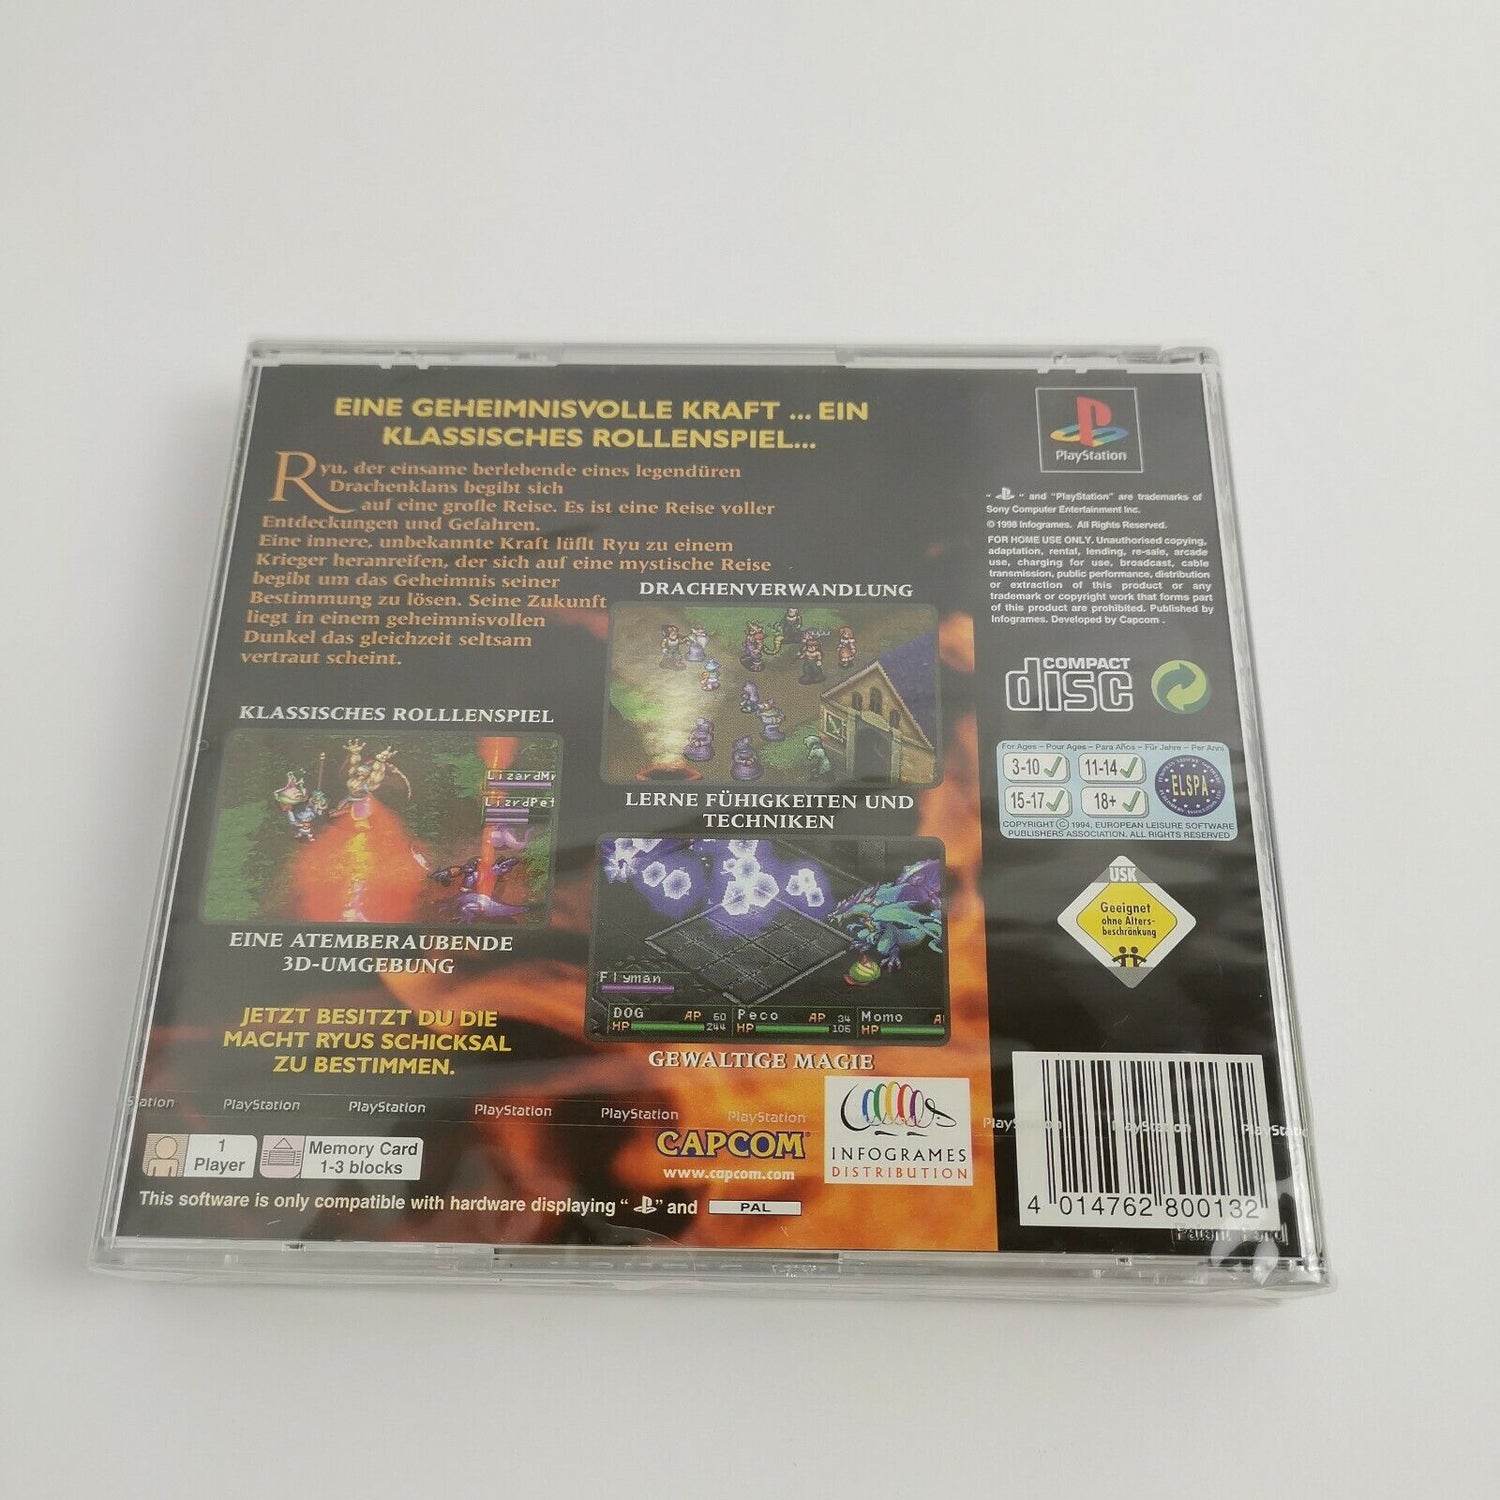 EINE GEHEIMNISVOLLE KRAFT ... EIN
KLASSISCHES ROLLENSPIEL...
Ryu, der einsame berlebende eines legendüren
Drachenklans begibt sich
auf eine grofle Reise. Es ist eine Reise voller
Entdeckungen und Gefahren.
Eine innere, unbekannte Kraft lüflt Ryu zu einem
Krieger heranreifen, der sich auf eine mystische Reise
begibt um das Geheimnis seiner
Bestimmung zu lösen. Seine Zukunft
liegt in einem geheimnisvollen
Dunkel das gleichzeit seltsam
vertraut scheint.
DRACHENVERWANDLUNG
KLASSISCHES ROLLLENSPIEL
LizardMn
LizrdPet
LERNE FÜHIGKEITEN UND
TECHNIKEN
EINE ATEMBERAUBENDE
3D-UMGEBUNG
Flyman
DOG AP 60 Peco AP 34 Momo A
HP 244 HP 106 HP
GEWALTIGE MAGIE
JETZT BESITZT DU DIE
MACHT RYUS SCHICKSAL
ZU BESTIMMEN.
Station PlayStation PlayStation PlayStation PlayStation PlayStation PlayStation PlayStation PlayStation
1
Player
Memory Card
1-3 blocks
CAPCOM
www.capcom.com
INFOGRAMES
DISTRIBUTION
This software is only compatible with hardware displaying " " and PAL
PlayStation
" " and "PlayStation" are trademarks of
Sony Computer Entertainment Inc.
© 1998 Infogrames. All Rights Reserved.
FOR HOME USE ONLY. Unauthorised copying,
adaptation, rental, lending, re-sale, arcade
use, charging for use, broadcast, cable
transmission, public performance, distribution
or extraction of this product or any
trademark or copyright work that forms part
of this product are prohibited. Published by
Infogrames. Developed by Capcom .
COMPACT
disc
For Ages – Pour Ages – Para Años – Für Jahre – Per Anni
3-10 11-14
15-17 18+
ELSPA
COPYRIGHT © 1994, EUROPEAN LEISURE SOFTWARE
PUBLISHERS ASSOCIATION. ALL RIGHTS RESERVED
USK
Geeignet
ohne Alters-
beschränkung
4 014762 800132